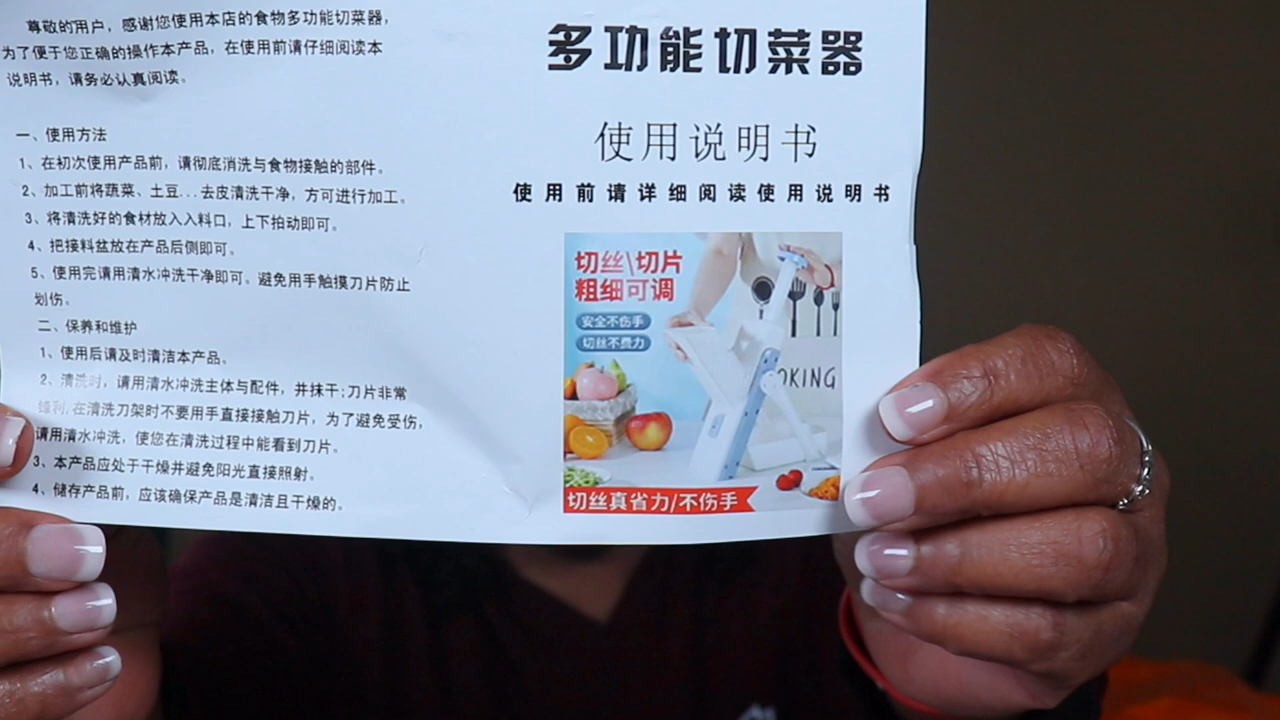 尊敬的用户，感谢您使用本店的食物多功能切菜器，
为了便于您正确的操作本产品，在使用前请仔细阅读本
说明书，请务必认真阅读。
一、使用方法
1、在初次使用产品前，请彻底消洗与食物接触的部件。
2、加工前将蔬菜、土豆...去皮清洗干净，方可进行加工。
3、将清洗好的食材放入入料口，上下拍动即可。
4、把接料盆放在产品后侧即可。
5、使用完请用清水冲洗干净即可。避免用手触摸刀片防止
划伤。
二、保养和维护
1、使用后请及时清洁本产品。
2、清洗时，请用清水冲洗主体与配件，并抹干;刀片非常
锋利,在清洗刀架时不要用手直接接触刀片，为了避免受伤，
请用清水冲洗，使您在清洗过程中能看到刀片。
3、本产品应处于干燥并避免阳光直接照射。
4、储存产品前，应该确保产品是清洁且干燥的。
多功能切菜器
使用说明书
使用前请详细阅读使用说明书
切丝\切片
粗细可调
安全不伤手
切丝不费力
OKING
切丝真省力/不伤手